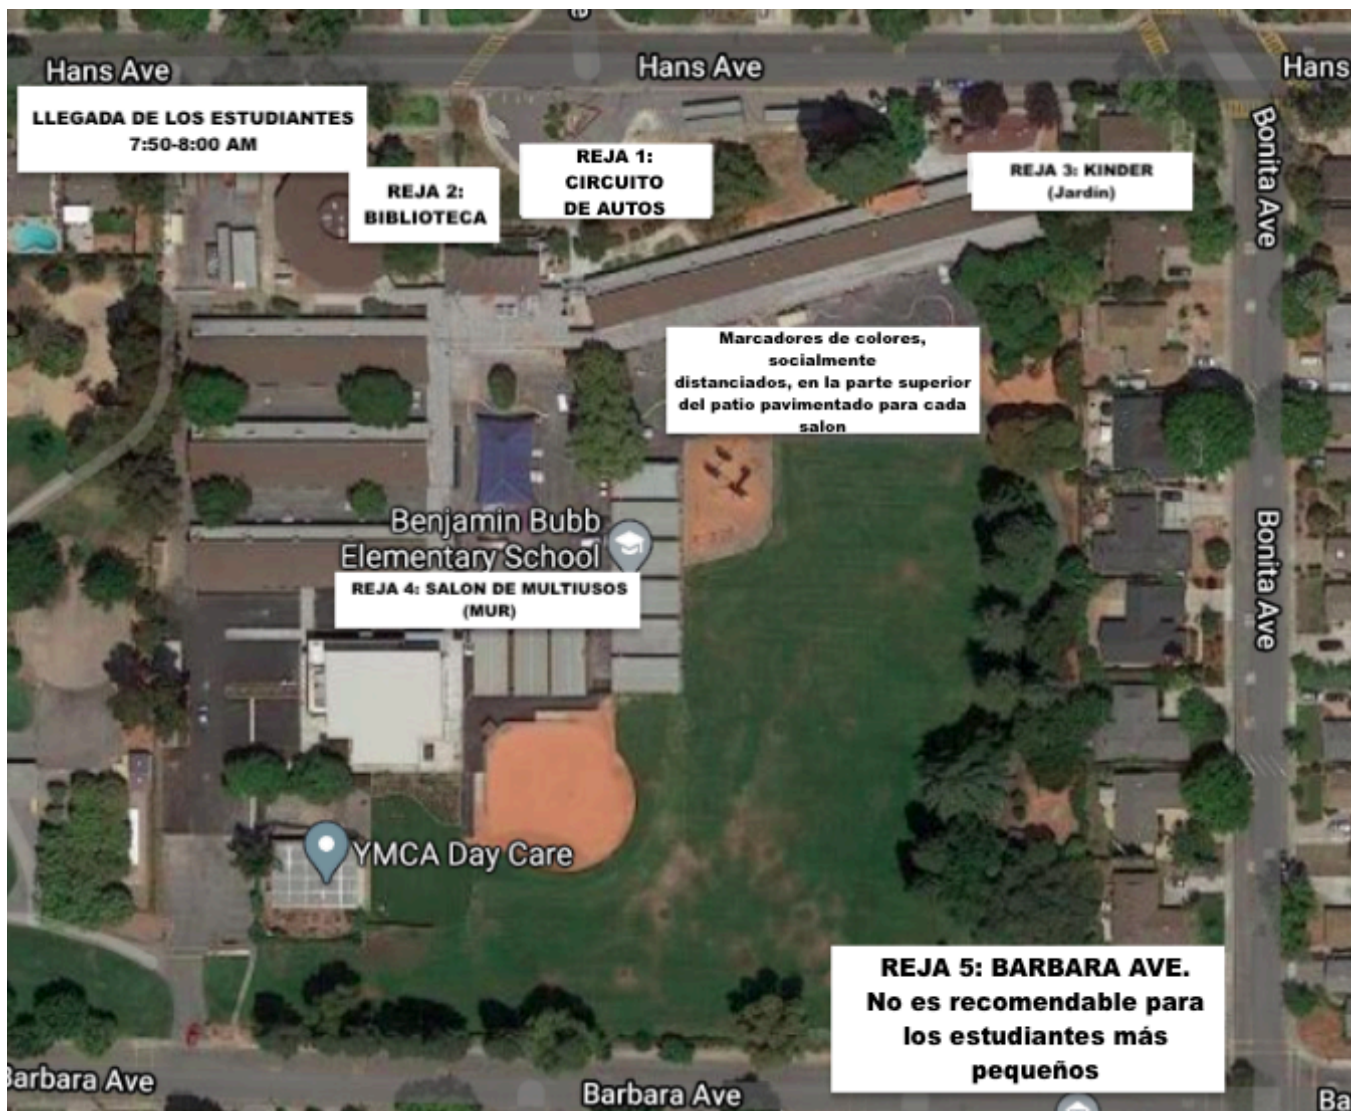 Hans Ave
Hans Ave
Hans
LLEGADA DE LOS ESTUDIANTES
7:50-8:00 AM
REJA 2:
BIBLIOTECA
REJA 1:
CIRCUITO
DE AUTOS
REJA 3: KINDER
(Jardín)
Bonita Ave
Marcadores de colores,
socialmente
distanciados, en la parte superior
del patio pavimentado para cada
salon
Benjamin Bubb
Elementary School
REJA 4: SALON DE MULTIUSOS
(MUR)
Bonita Ave
YMCA Day Care
REJA 5: BARBARA AVE.
No es recomendable para
los estudiantes más
pequeños
Barbara Ave
Barbara Ave
Ba